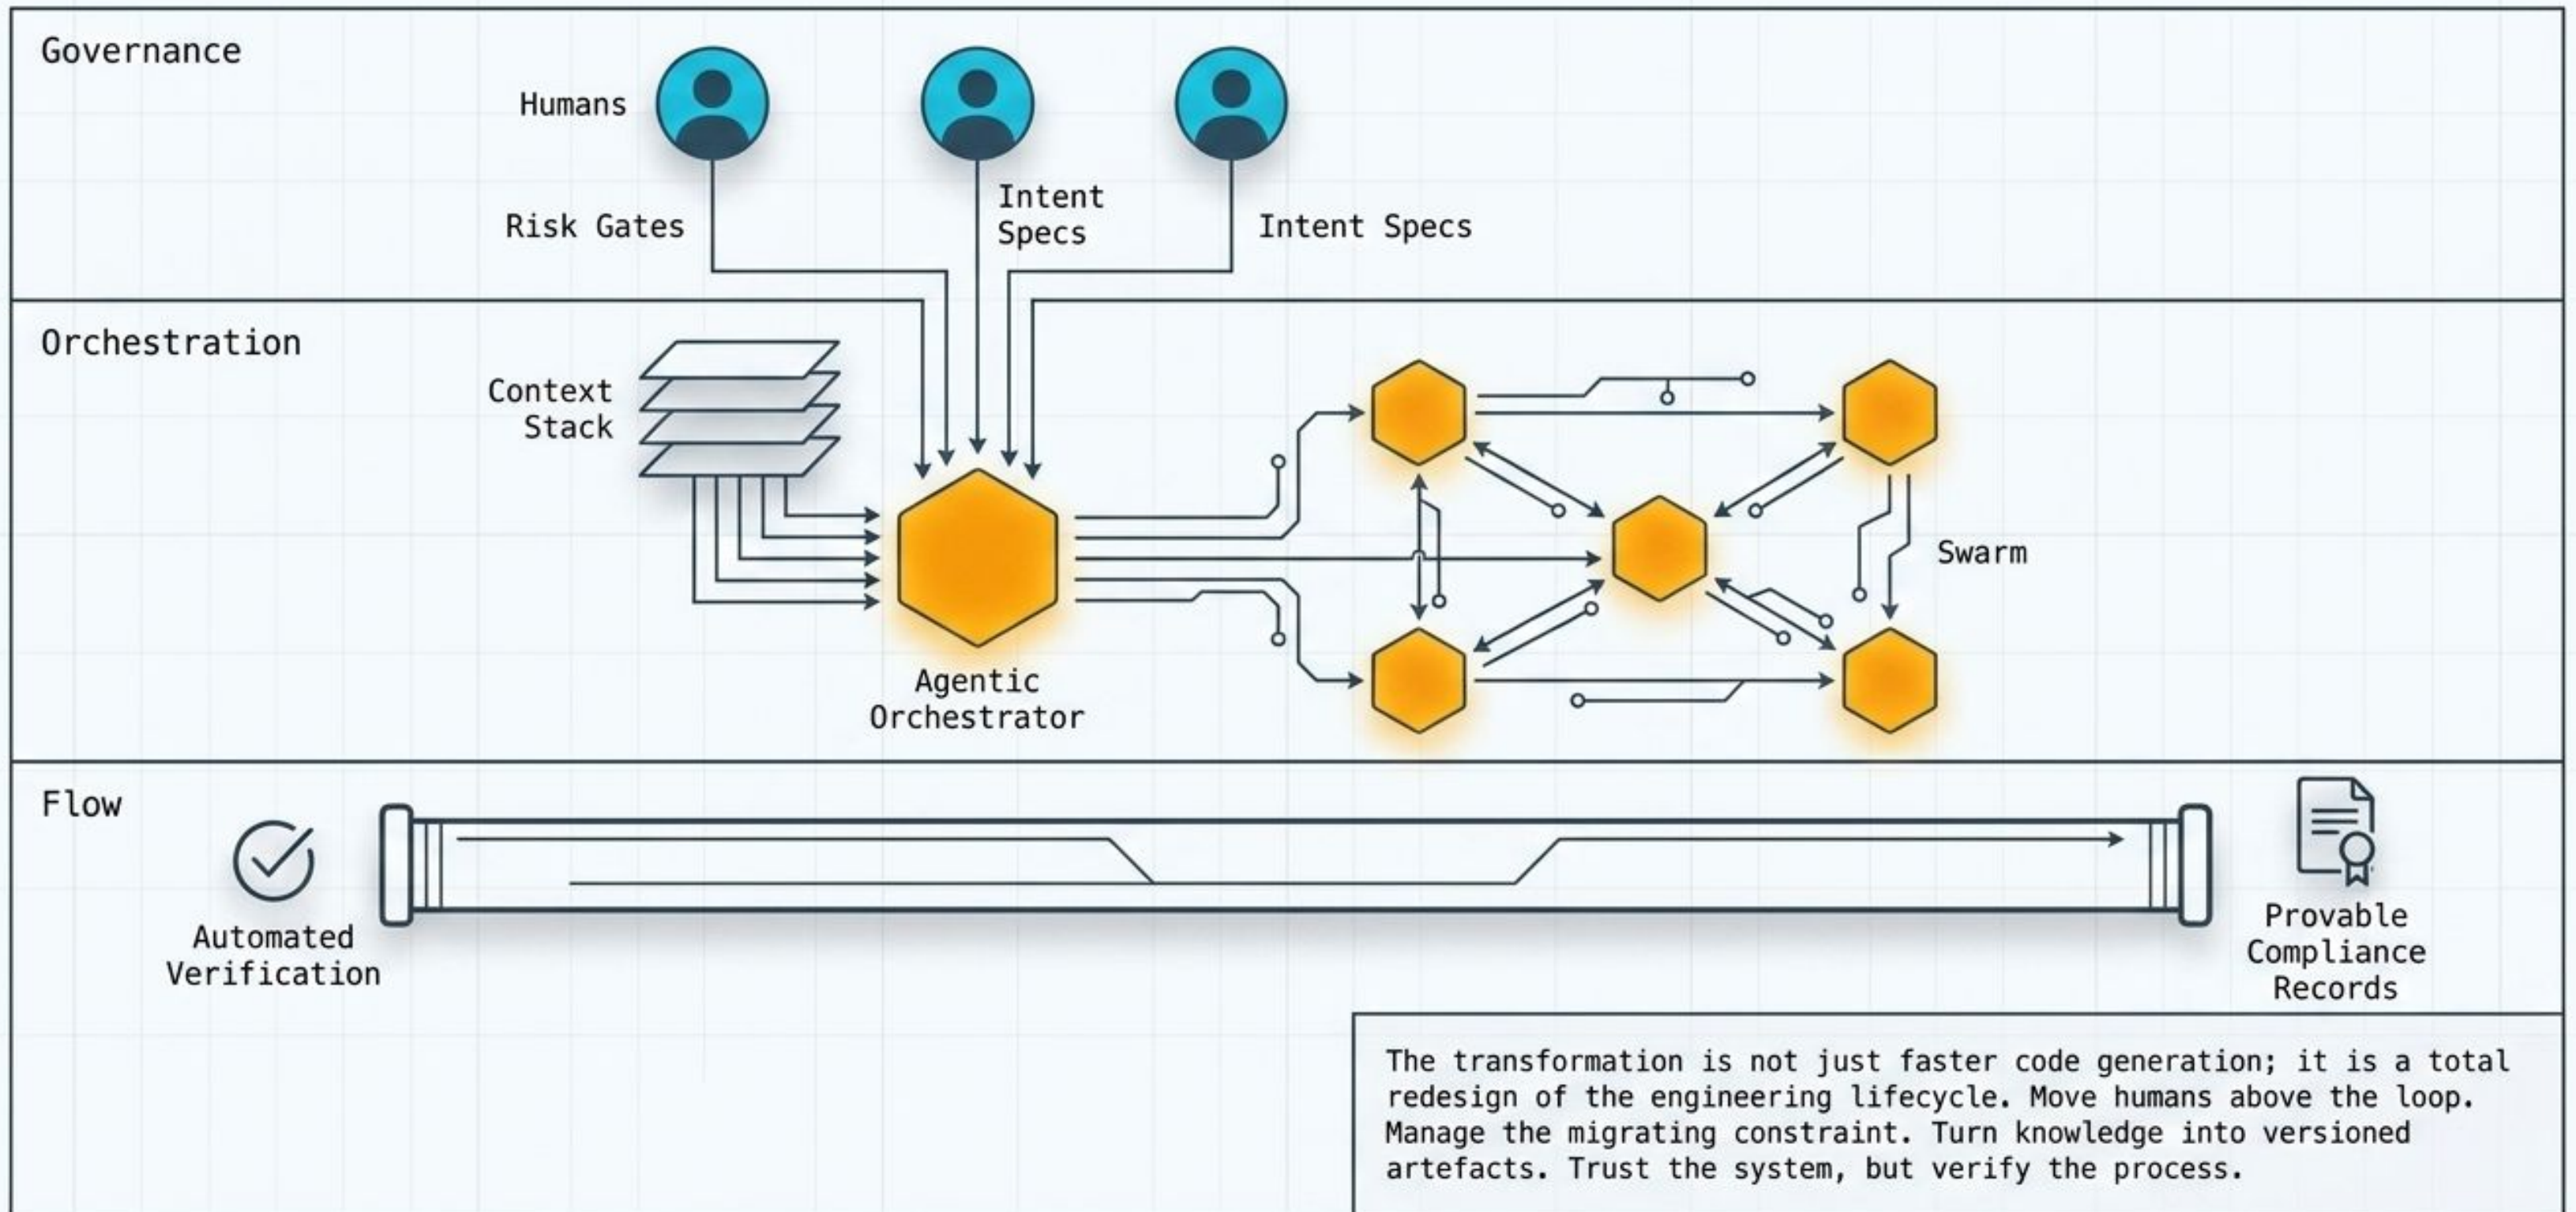 Governance
Humans
Risk Gates
Intent
Specs
Intent Specs
Orchestration
Context
Stack
Agentic
Orchestrator
Swarm
Flow
Automated
Verification
Provable
Compliance
Records
The transformation is not just faster code generation; it is a total
redesign of the engineering lifecycle. Move humans above the loop.
Manage the migrating constraint. Turn knowledge into versioned
artefacts. Trust the system, but verify the process.